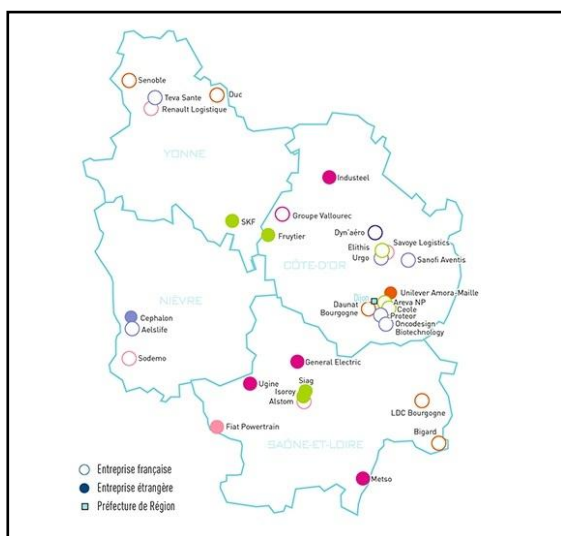 Senoble
Teva Sante
Duc
Renault Logistique
YONNE
Industeel
SKF
Groupe Vallourec
Fruytier
Dyn'aéro
Elithis
Savoye Logistics
Urgo
Sanofi Aventis
CÔTE-D'OR
NIÈVRE
Dijon
Unilever Amora-Maille
Daunat
Bourgogne
Areva NP
Ceole
Proteor
Oncodesign
Biotechnology
Cephalon
Aelslife
Sodemo
General Electric
Ugine
Siag
Isoroy
Alstom
LDC Bourgogne
Fiat Powertrain
Bigard
SAÔNE-ET-LOIRE
Metso
Entreprise française
Entreprise étrangère
Préfecture de Région